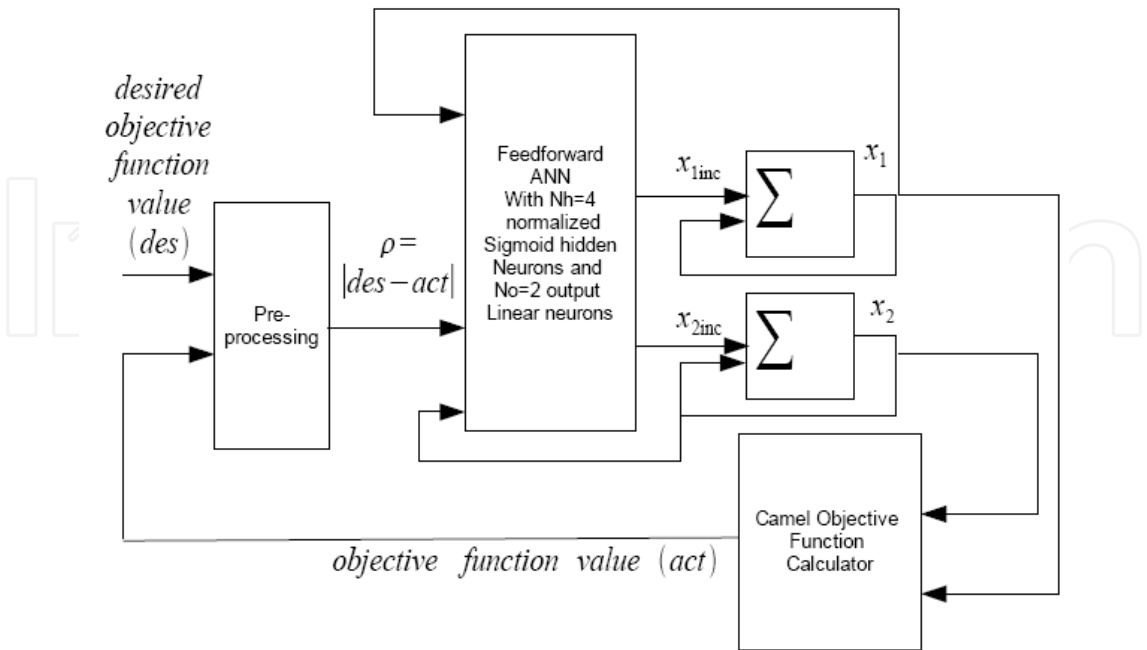 desired
objective
function
value
(des)
Pre-
processing
ρ=
|des−act|
Feedforward
ANN
With Nh=4
normalized
Sigmoid hidden
Neurons and
No=2 output
Linear neurons
x1inc
∑
x1
x2inc
∑
x2
Camel Objective
Function
Calculator
objective function value (act)